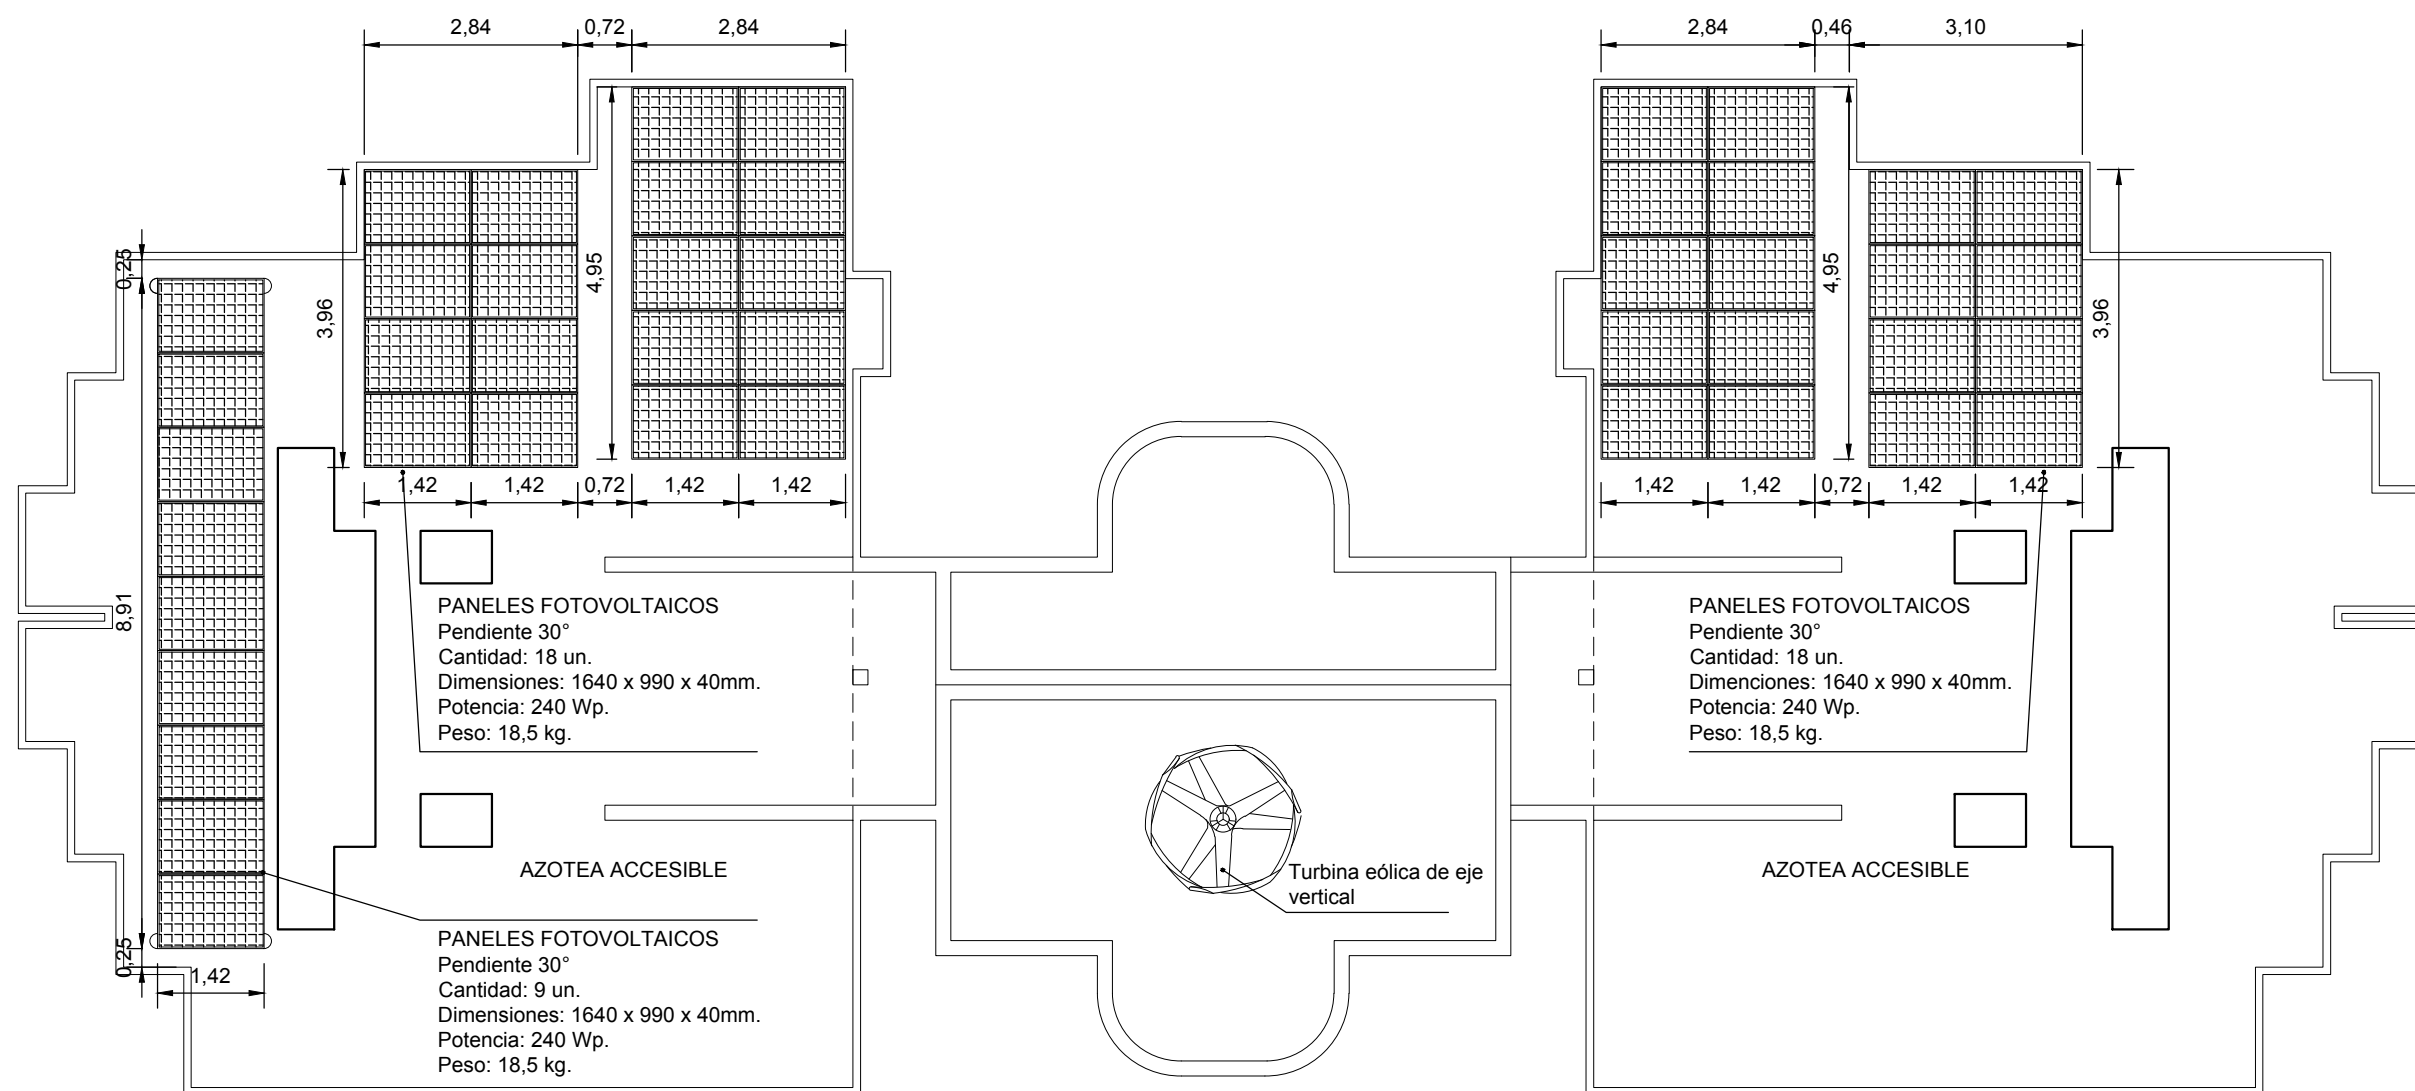 2,84
0,72
2,84
2,84
0,46
3,10
0,25
3,96
4,95
4,95
3,96
1,42
1,42
0,72
1,42
1,42
1,42
1,42
0,72
1,42
1,42
8,91
PANELES FOTOVOLTAICOS
Pendiente 30°
Cantidad: 18 un.
Dimensiones: 1640 x 990 x 40mm.
Potencia: 240 Wp.
Peso: 18,5 kg.
PANELES FOTOVOLTAICOS
Pendiente 30°
Cantidad: 18 un.
Dimenciones: 1640 x 990 x 40mm.
Potencia: 240 Wp.
Peso: 18,5 kg.
AZOTEA ACCESIBLE
Turbina eólica de eje
vertical
AZOTEA ACCESIBLE
0,25
1,42
PANELES FOTOVOLTAICOS
Pendiente 30°
Cantidad: 9 un.
Dimensiones: 1640 x 990 x 40mm.
Potencia: 240 Wp.
Peso: 18,5 kg.